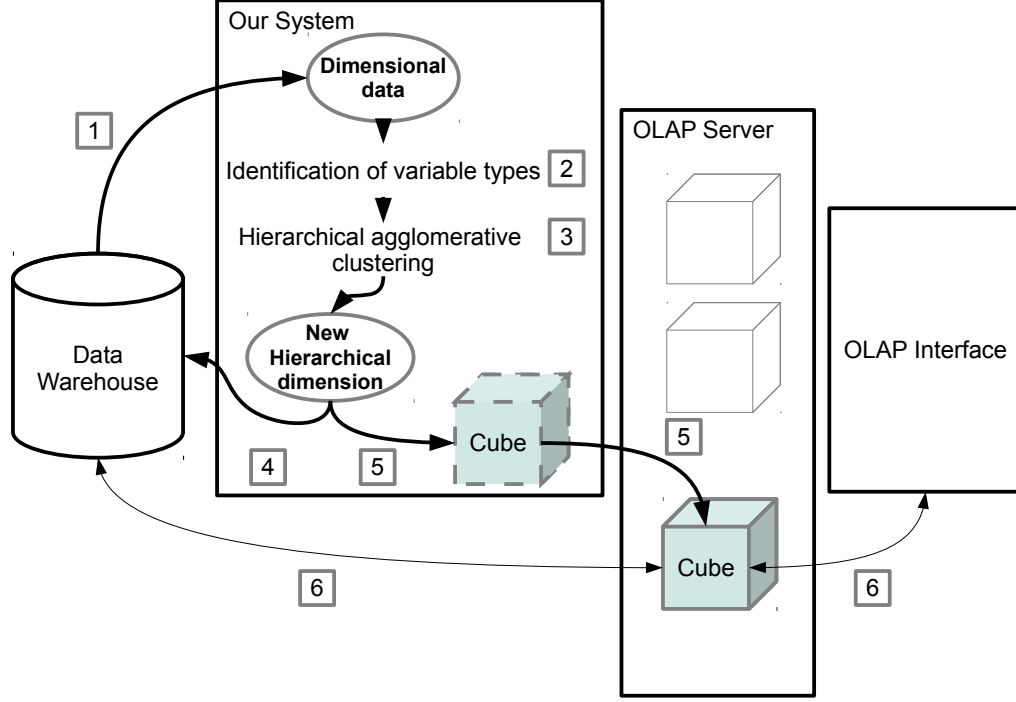 Our System
Dimensional
data
1
OLAP Server
Identification of variable types
2
Hierarchical agglomerative
clustering
3
New
Hierarchical
dimension
Data
Warehouse
OLAP Interface
Cube
5
4
5
Cube
6
6